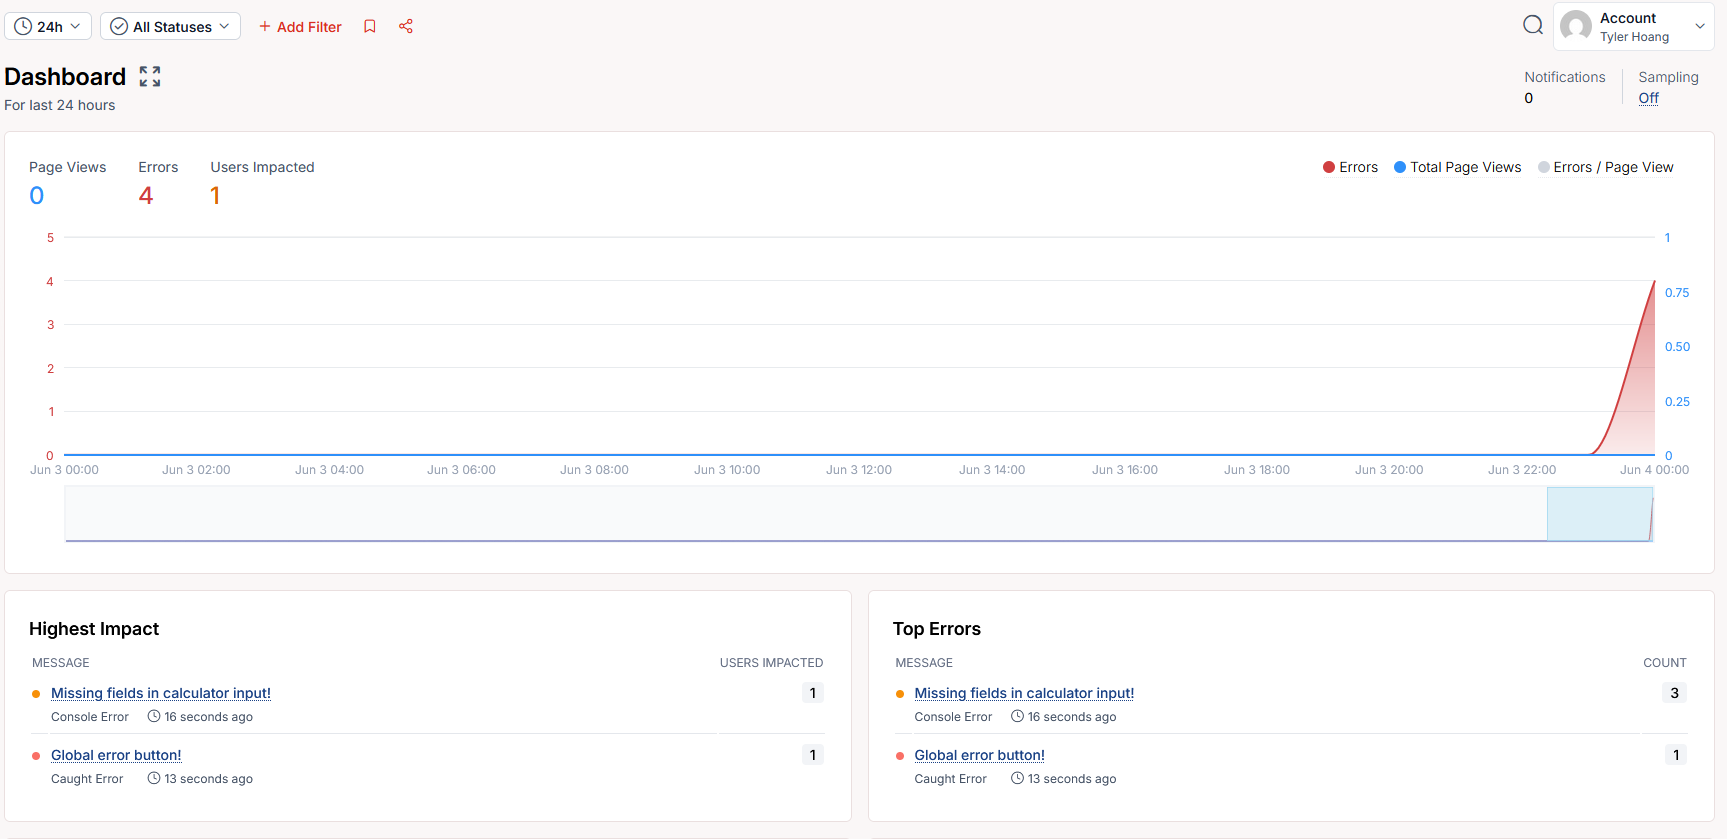 24h
All Statuses
+ Add Filter
Account
Tyler Hoang
Dashboard
For last 24 hours
Notifications
0
Sampling
Off
Page Views
0
Errors
4
Users Impacted
1
Errors
Total Page Views
Errors / Page View
5
4
3
2
1
0
1
0.75
0.50
0.25
0
Jun 3 00:00
Jun 3 02:00
Jun 3 04:00
Jun 3 06:00
Jun 3 08:00
Jun 3 10:00
Jun 3 12:00
Jun 3 14:00
Jun 3 16:00
Jun 3 18:00
Jun 3 20:00
Jun 3 22:00
Jun 4 00:00
Highest Impact
MESSAGE
USERS IMPACTED
Missing fields in calculator input!
1
Console Error
16 seconds ago
Global error button!
1
Caught Error
13 seconds ago
Top Errors
MESSAGE
COUNT
Missing fields in calculator input!
3
Console Error
16 seconds ago
Global error button!
1
Caught Error
13 seconds ago